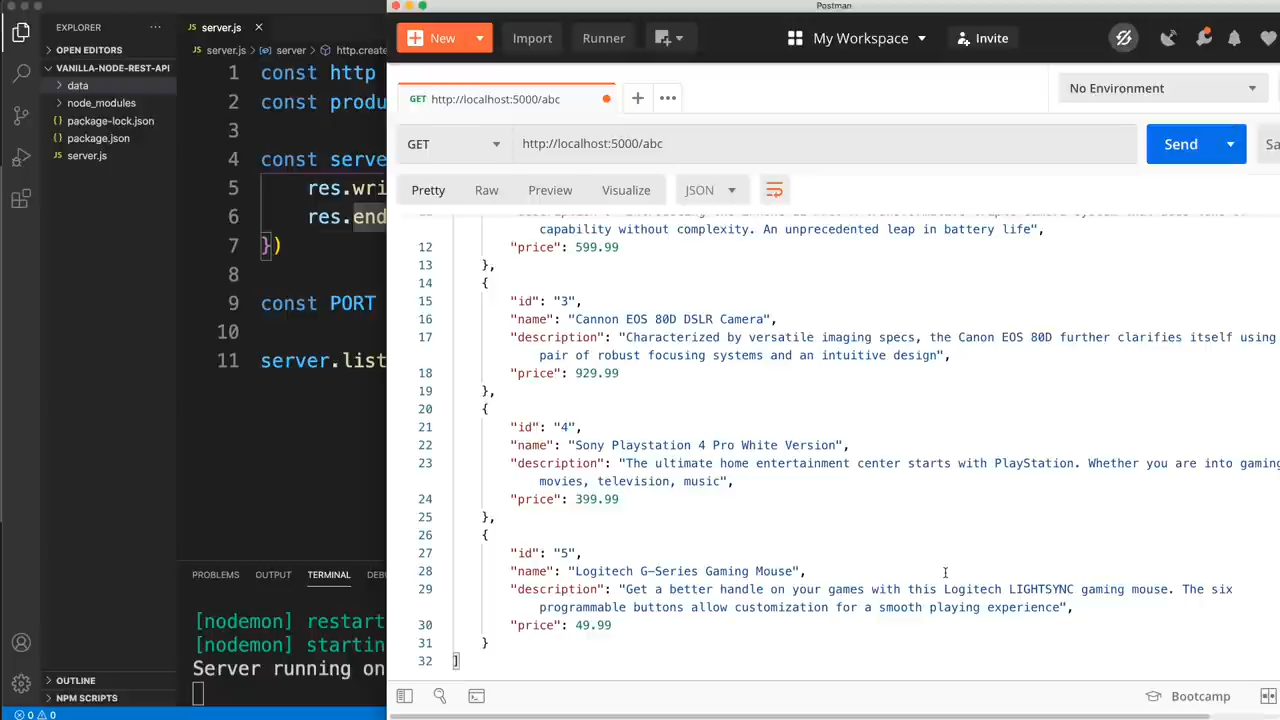 Postman
EXPLORER
OPEN EDITORS
VANILLA-NODE-REST-API
data
node_modules
package-lock.json
package.json
server.js
OUTLINE
NPM SCRIPTS
0 0
server.js
server.js > server > http.create
1 const http
2 const produ
3
4 const serve
5 res.wri
6 res.end
7 })
8
9 const PORT
10
11 server.list
PROBLEMS OUTPUT TERMINAL DEB
[nodemon] restart
[nodemon] startin
Server running on
New Import Runner My Workspace Invite
GET http://localhost:5000/abc No Environment
GET http://localhost:5000/abc Send Sa
Pretty Raw Preview Visualize JSON
capability without complexity. An unprecedented leap in battery life",
12 "price": 599.99
13 },
14 {
15 "id": "3",
16 "name": "Cannon EOS 80D DSLR Camera",
17 "description": "Characterized by versatile imaging specs, the Canon EOS 80D further clarifies itself using
pair of robust focusing systems and an intuitive design",
18 "price": 929.99
19 },
20 {
21 "id": "4",
22 "name": "Sony Playstation 4 Pro White Version",
23 "description": "The ultimate home entertainment center starts with PlayStation. Whether you are into gaming
movies, television, music",
24 "price": 399.99
25 },
26 {
27 "id": "5",
28 "name": "Logitech G-Series Gaming Mouse",
29 "description": "Get a better handle on your games with this Logitech LIGHTSYNC gaming mouse. The six
programmable buttons allow customization for a smooth playing experience",
30 "price": 49.99
31 }
32 ]
Bootcamp